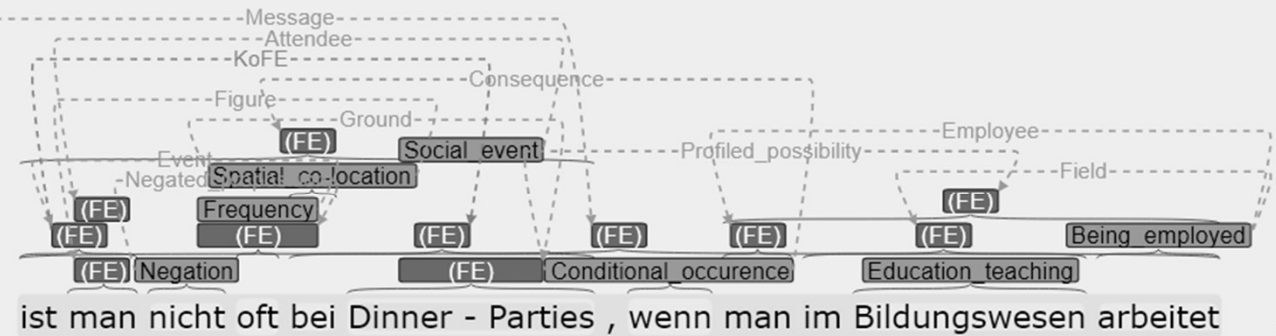 Message
Attendee
KoFE
Consequence
Figure
Ground
(FE)
Employee
Social_event
Profiled_possibility
Event
Field
Spatial_co-location
Negated_
(FE)
Frequency
(FE)
(FE)
(FE)
(FE)
(FE)
(FE)
(FE)
Being_employed
(FE)
Negation
(FE)
Conditional_occurence
Education_teaching
ist man nicht oft bei Dinner - Parties , wenn man im Bildungswesen arbeitet